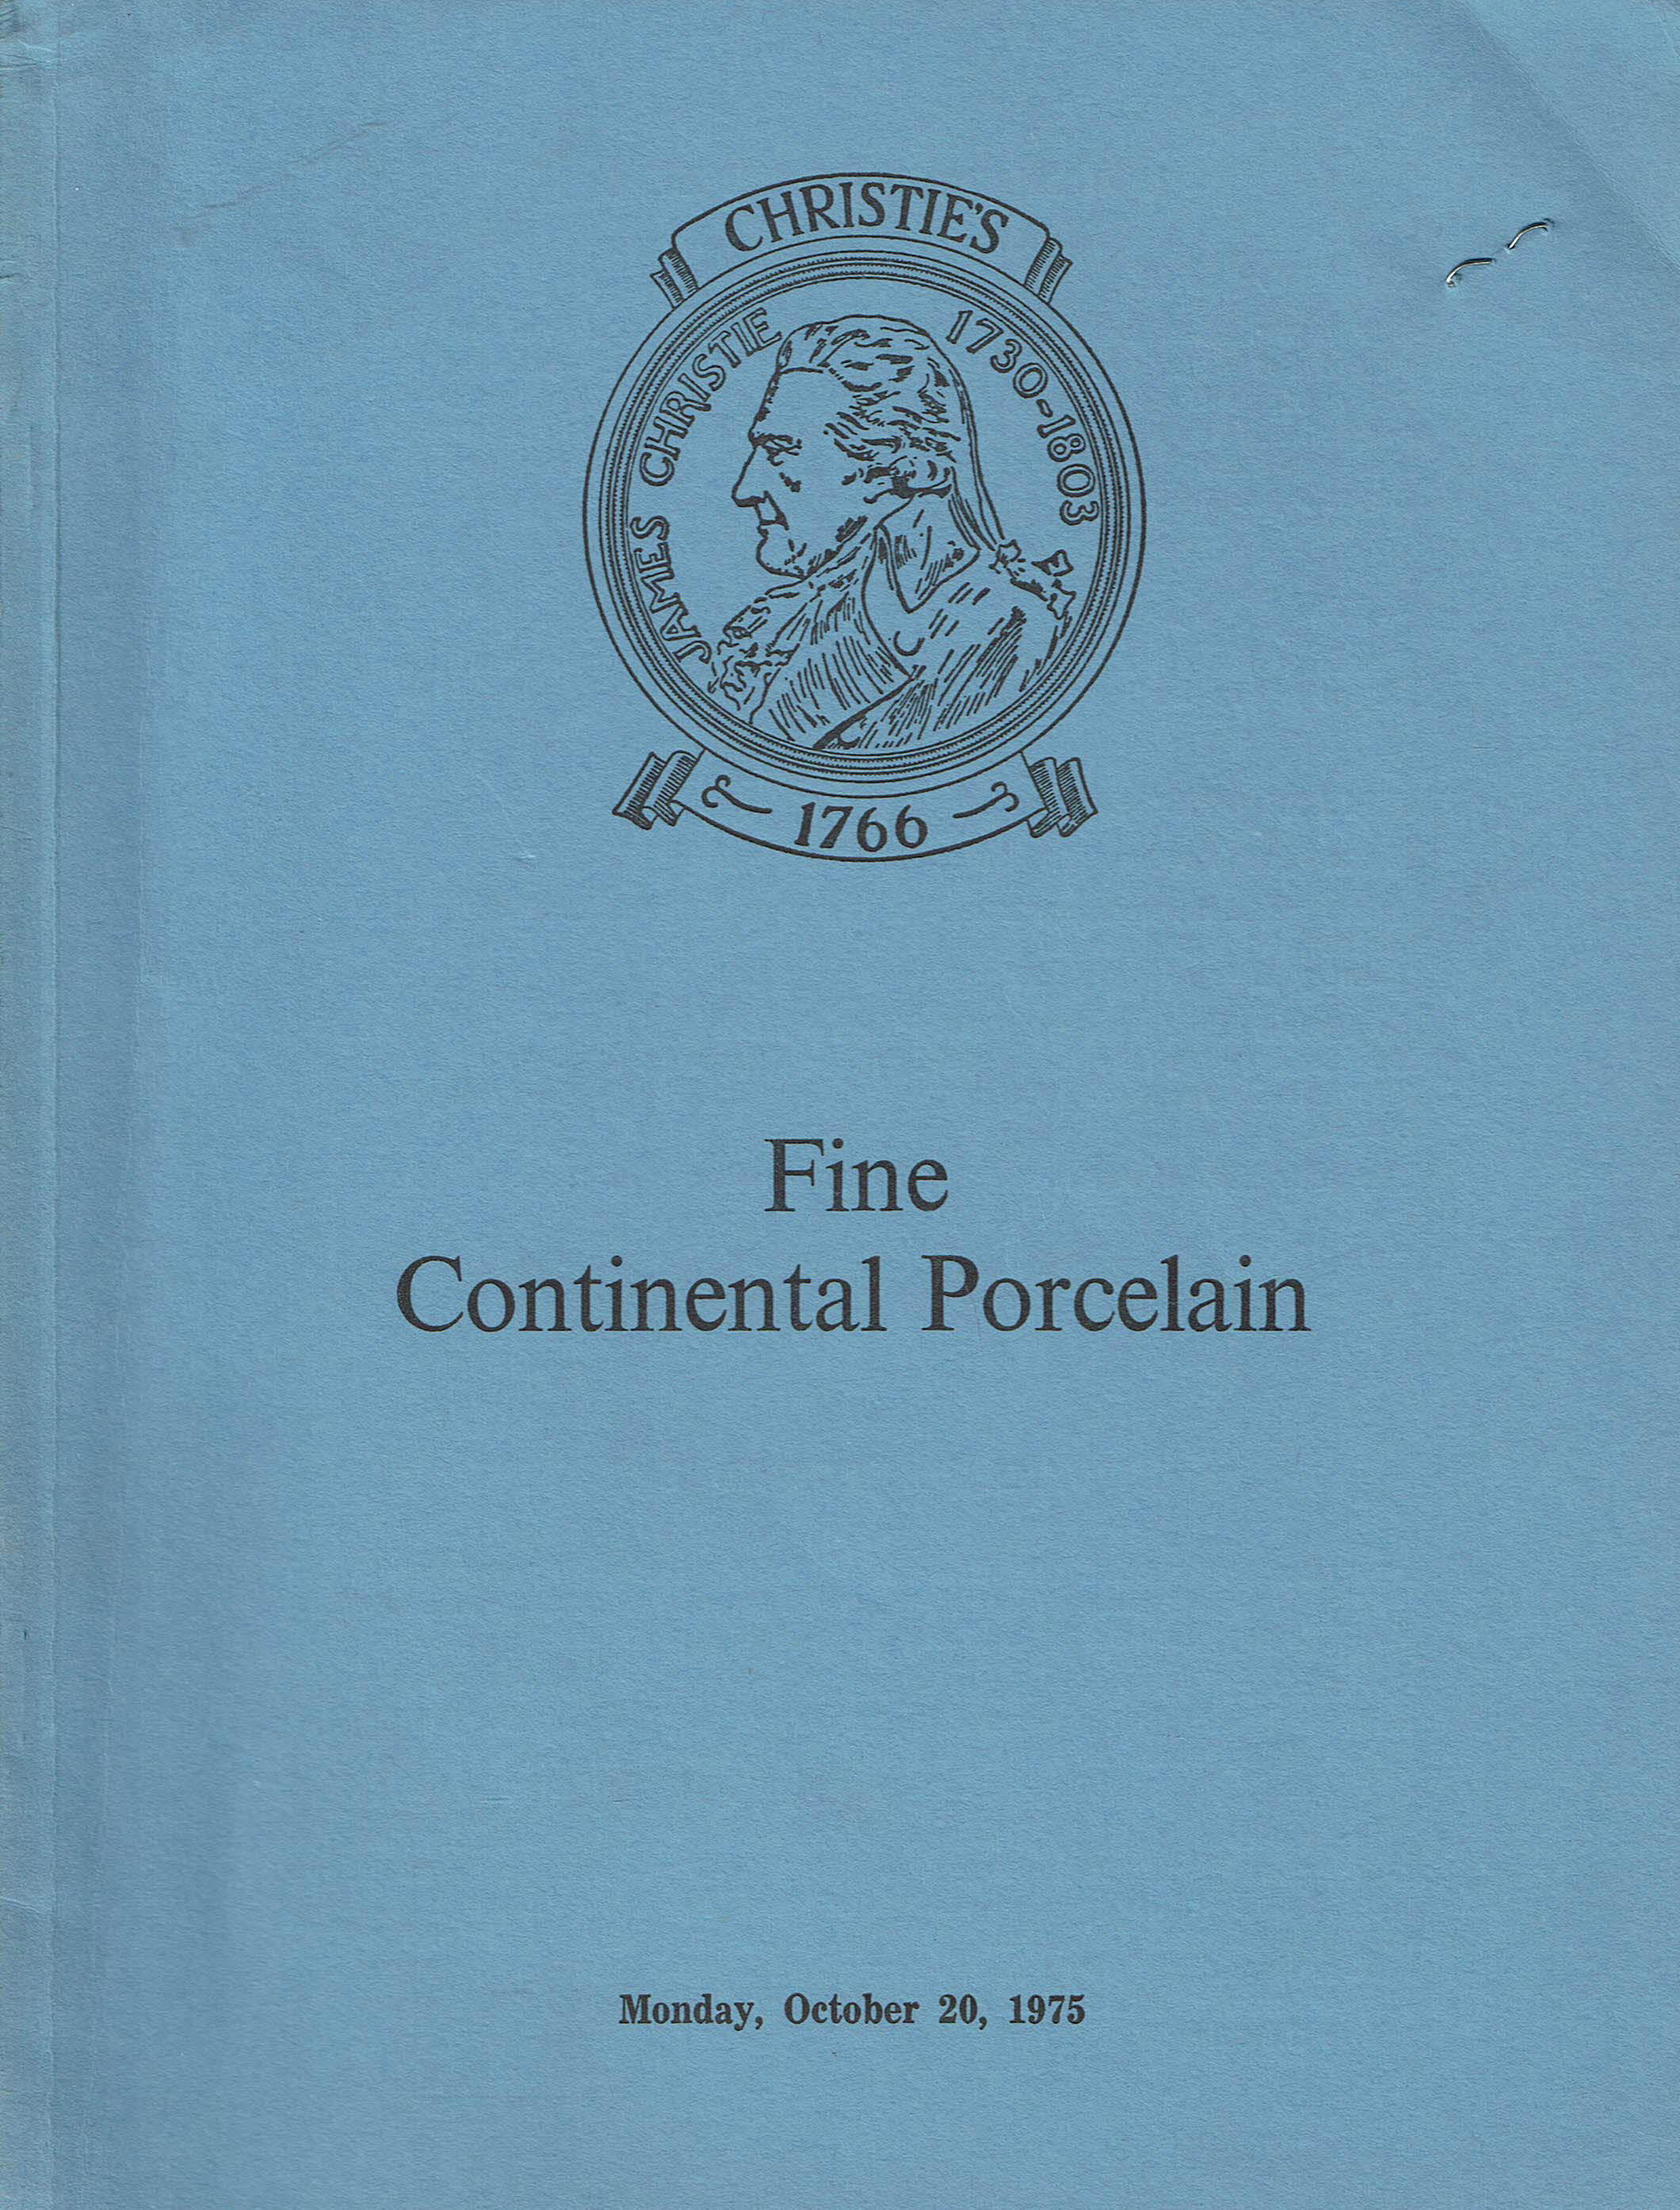 CHRISTIE'S
JAMES CHRISTIE 1730-1803
1766
Fine
Continental Porcelain
Monday, October 20, 1975